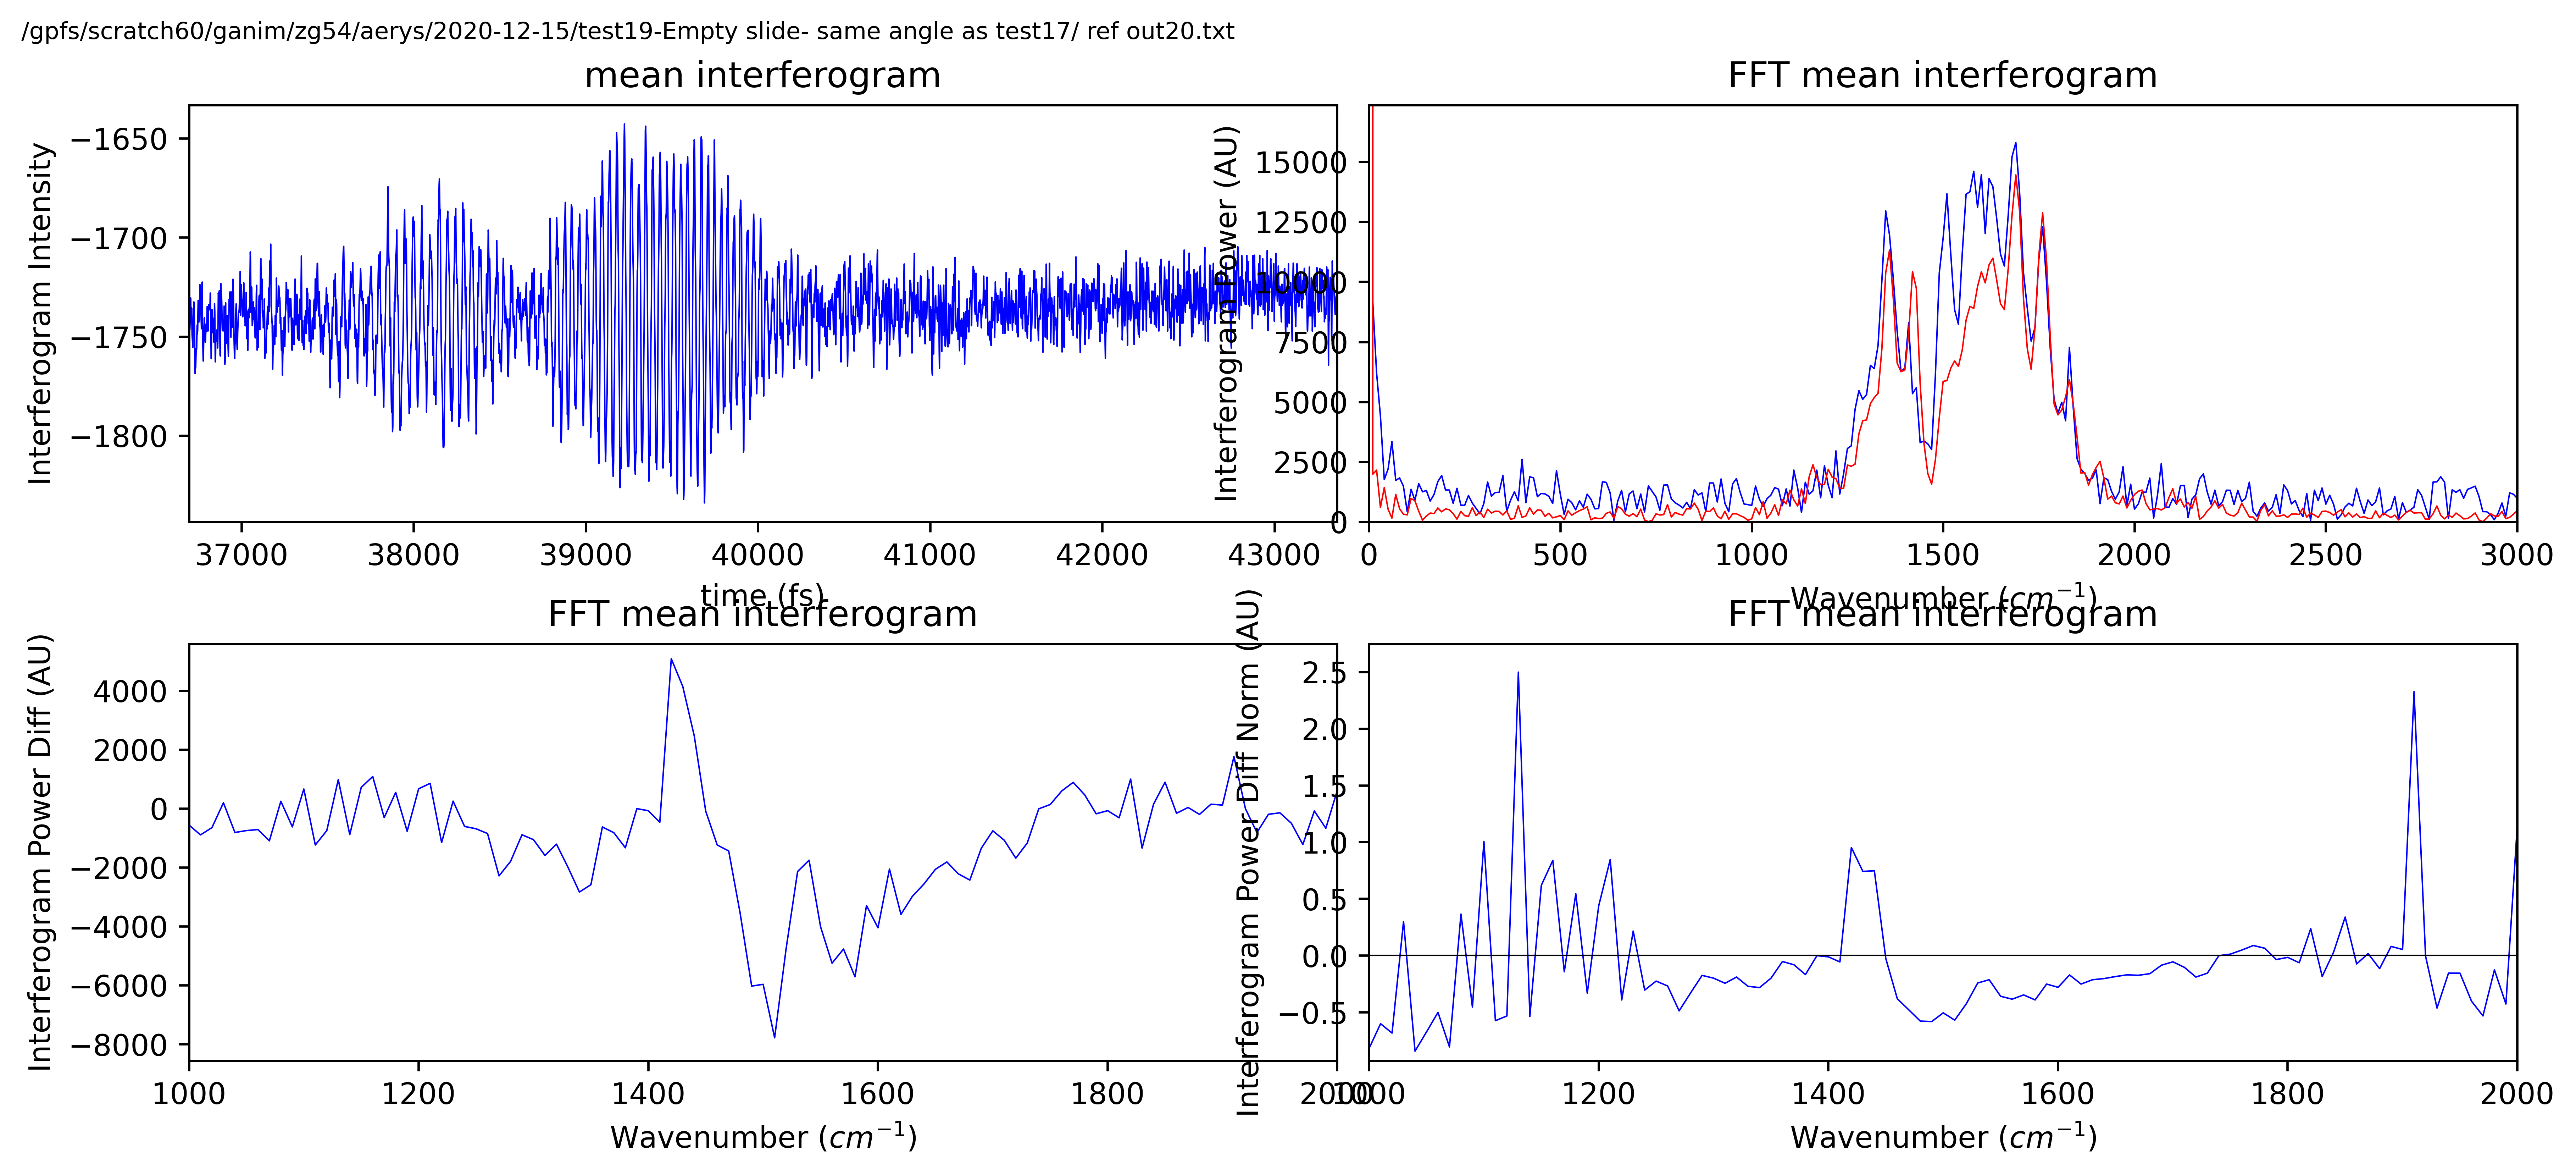 /gpfs/scratch60/ganim/zg54/aerys/2020-12-15/test19-Empty slide- same angle as test17/ ref out20.txt
mean interferogram
Interferogram Intensity
−1650
−1700
−1750
−1800
37000 38000 39000 40000 41000 42000 43000
time (fs)
FFT mean interferogram
Interferogram Power (AU)
15000
12500
10000
7500
5000
2500
0
0 500 1000 1500 2000 2500 3000
Wavenumber (cm⁻¹)
FFT mean interferogram
Interferogram Power Diff (AU)
4000
2000
0
−2000
−4000
−6000
−8000
1000 1200 1400 1600 1800 2000
Wavenumber (cm⁻¹)
FFT mean interferogram
Interferogram Power Diff Norm (AU)
2.5
2.0
1.5
1.0
0.5
0.0
−0.5
1000 1200 1400 1600 1800 2000
Wavenumber (cm⁻¹)